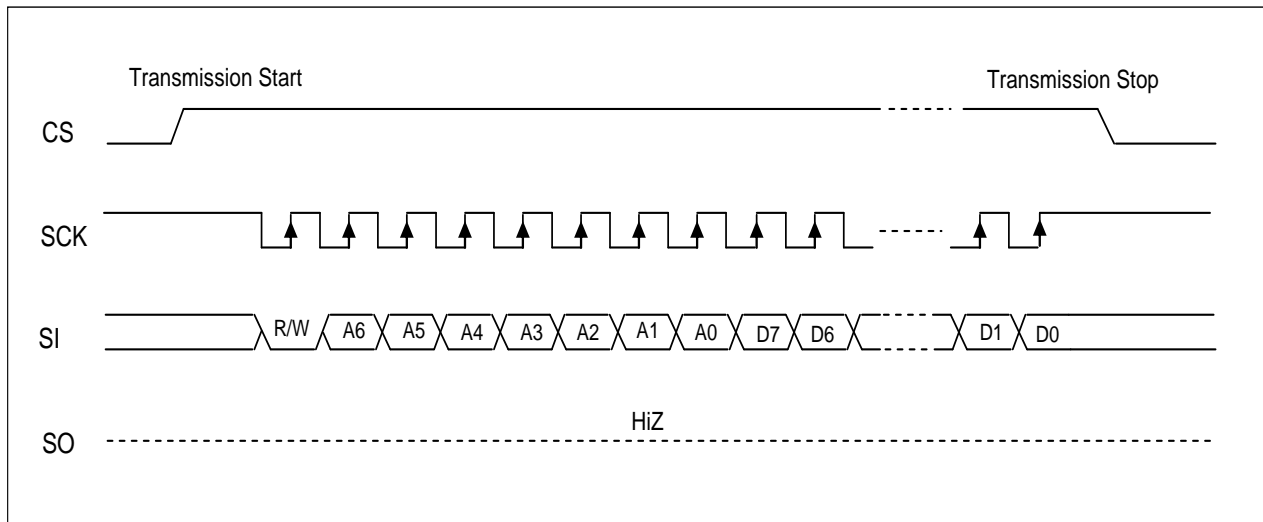 Transmission Start
Transmission Stop
CS
SCK
SI
R/W A6 A5 A4 A3 A2 A1 A0 D7 D6 D1 D0
SO
HiZ